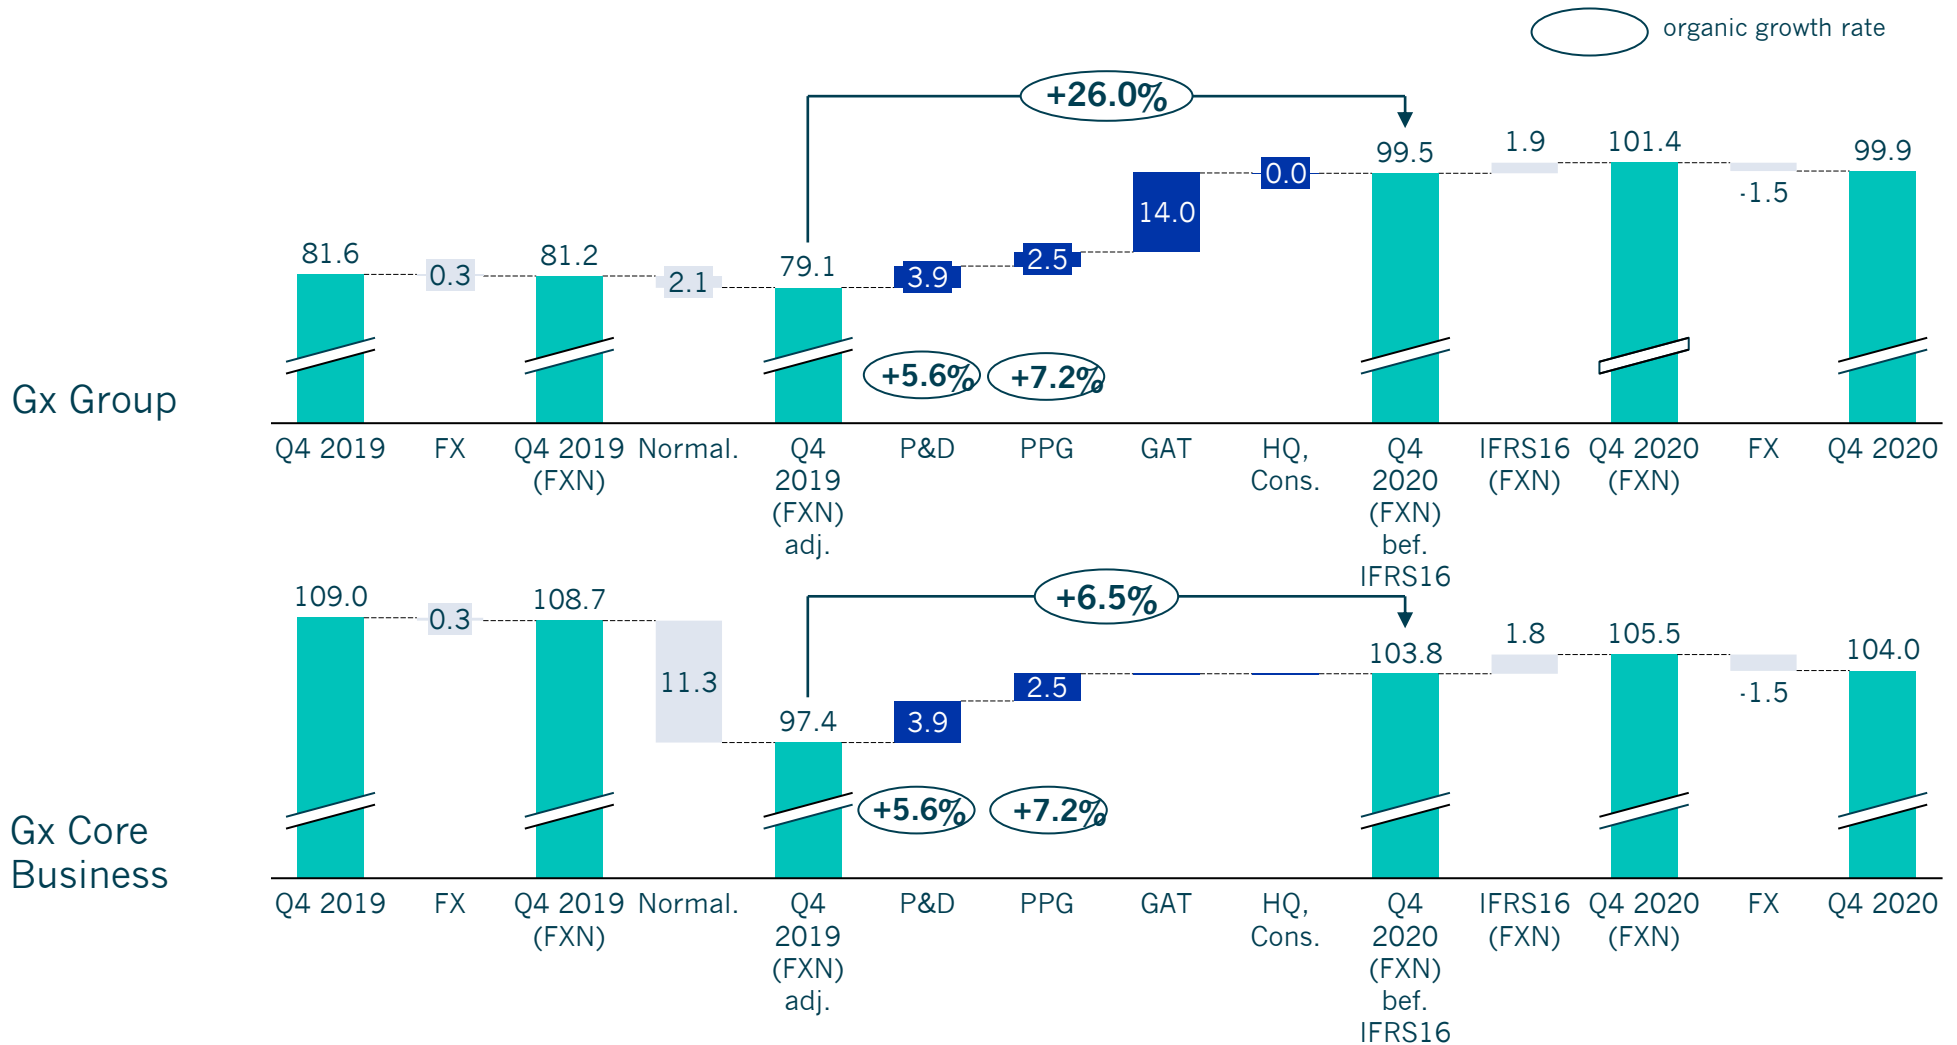 organic growth rate
+26.0%
81.6
0.3
81.2
2.1
79.1
3.9
2.5
14.0
0.0
99.5
1.9
101.4
-1.5
99.9
+5.6%
+7.2%
Gx Group
Q4 2019
FX
Q4 2019
(FXN)
Normal.
Q4
2019
(FXN)
adj.
P&D
PPG
GAT
HQ,
Cons.
Q4
2020
(FXN)
bef.
IFRS16
IFRS16
(FXN)
Q4 2020
(FXN)
FX
Q4 2020
+6.5%
109.0
0.3
108.7
11.3
97.4
3.9
2.5
103.8
1.8
105.5
-1.5
104.0
+5.6%
+7.2%
Gx Core
Business
Q4 2019
FX
Q4 2019
(FXN)
Normal.
Q4
2019
(FXN)
adj.
P&D
PPG
GAT
HQ,
Cons.
Q4
2020
(FXN)
bef.
IFRS16
IFRS16
(FXN)
Q4 2020
(FXN)
FX
Q4 2020